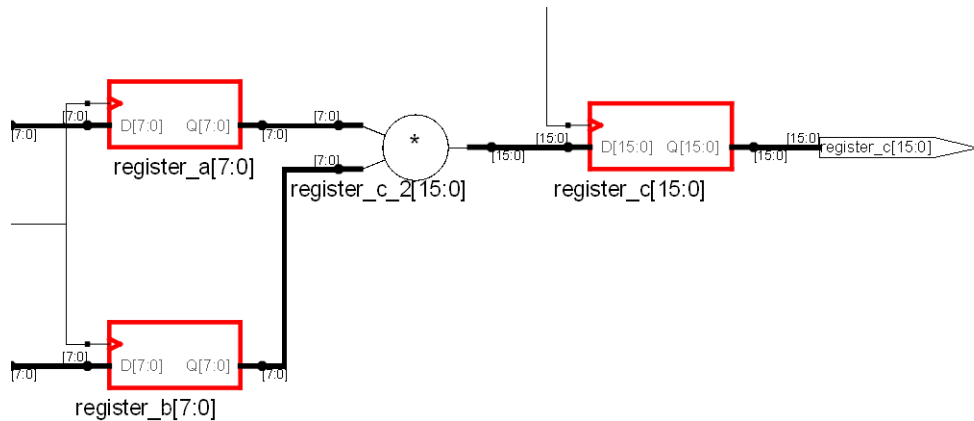 [7:0]
[7:0]
D[7:0]
Q[7:0]
[7:0]
[7:0]
register_a[7:0]
*
[7:0]
register_c_2[15:0]
[15:0]
[15:0]
D[15:0]
Q[15:0]
[15:0]
[15:0]
register_c[15:0]
register_c[15:0]
[7:0]
[7:0]
D[7:0]
Q[7:0]
[7:0]
register_b[7:0]